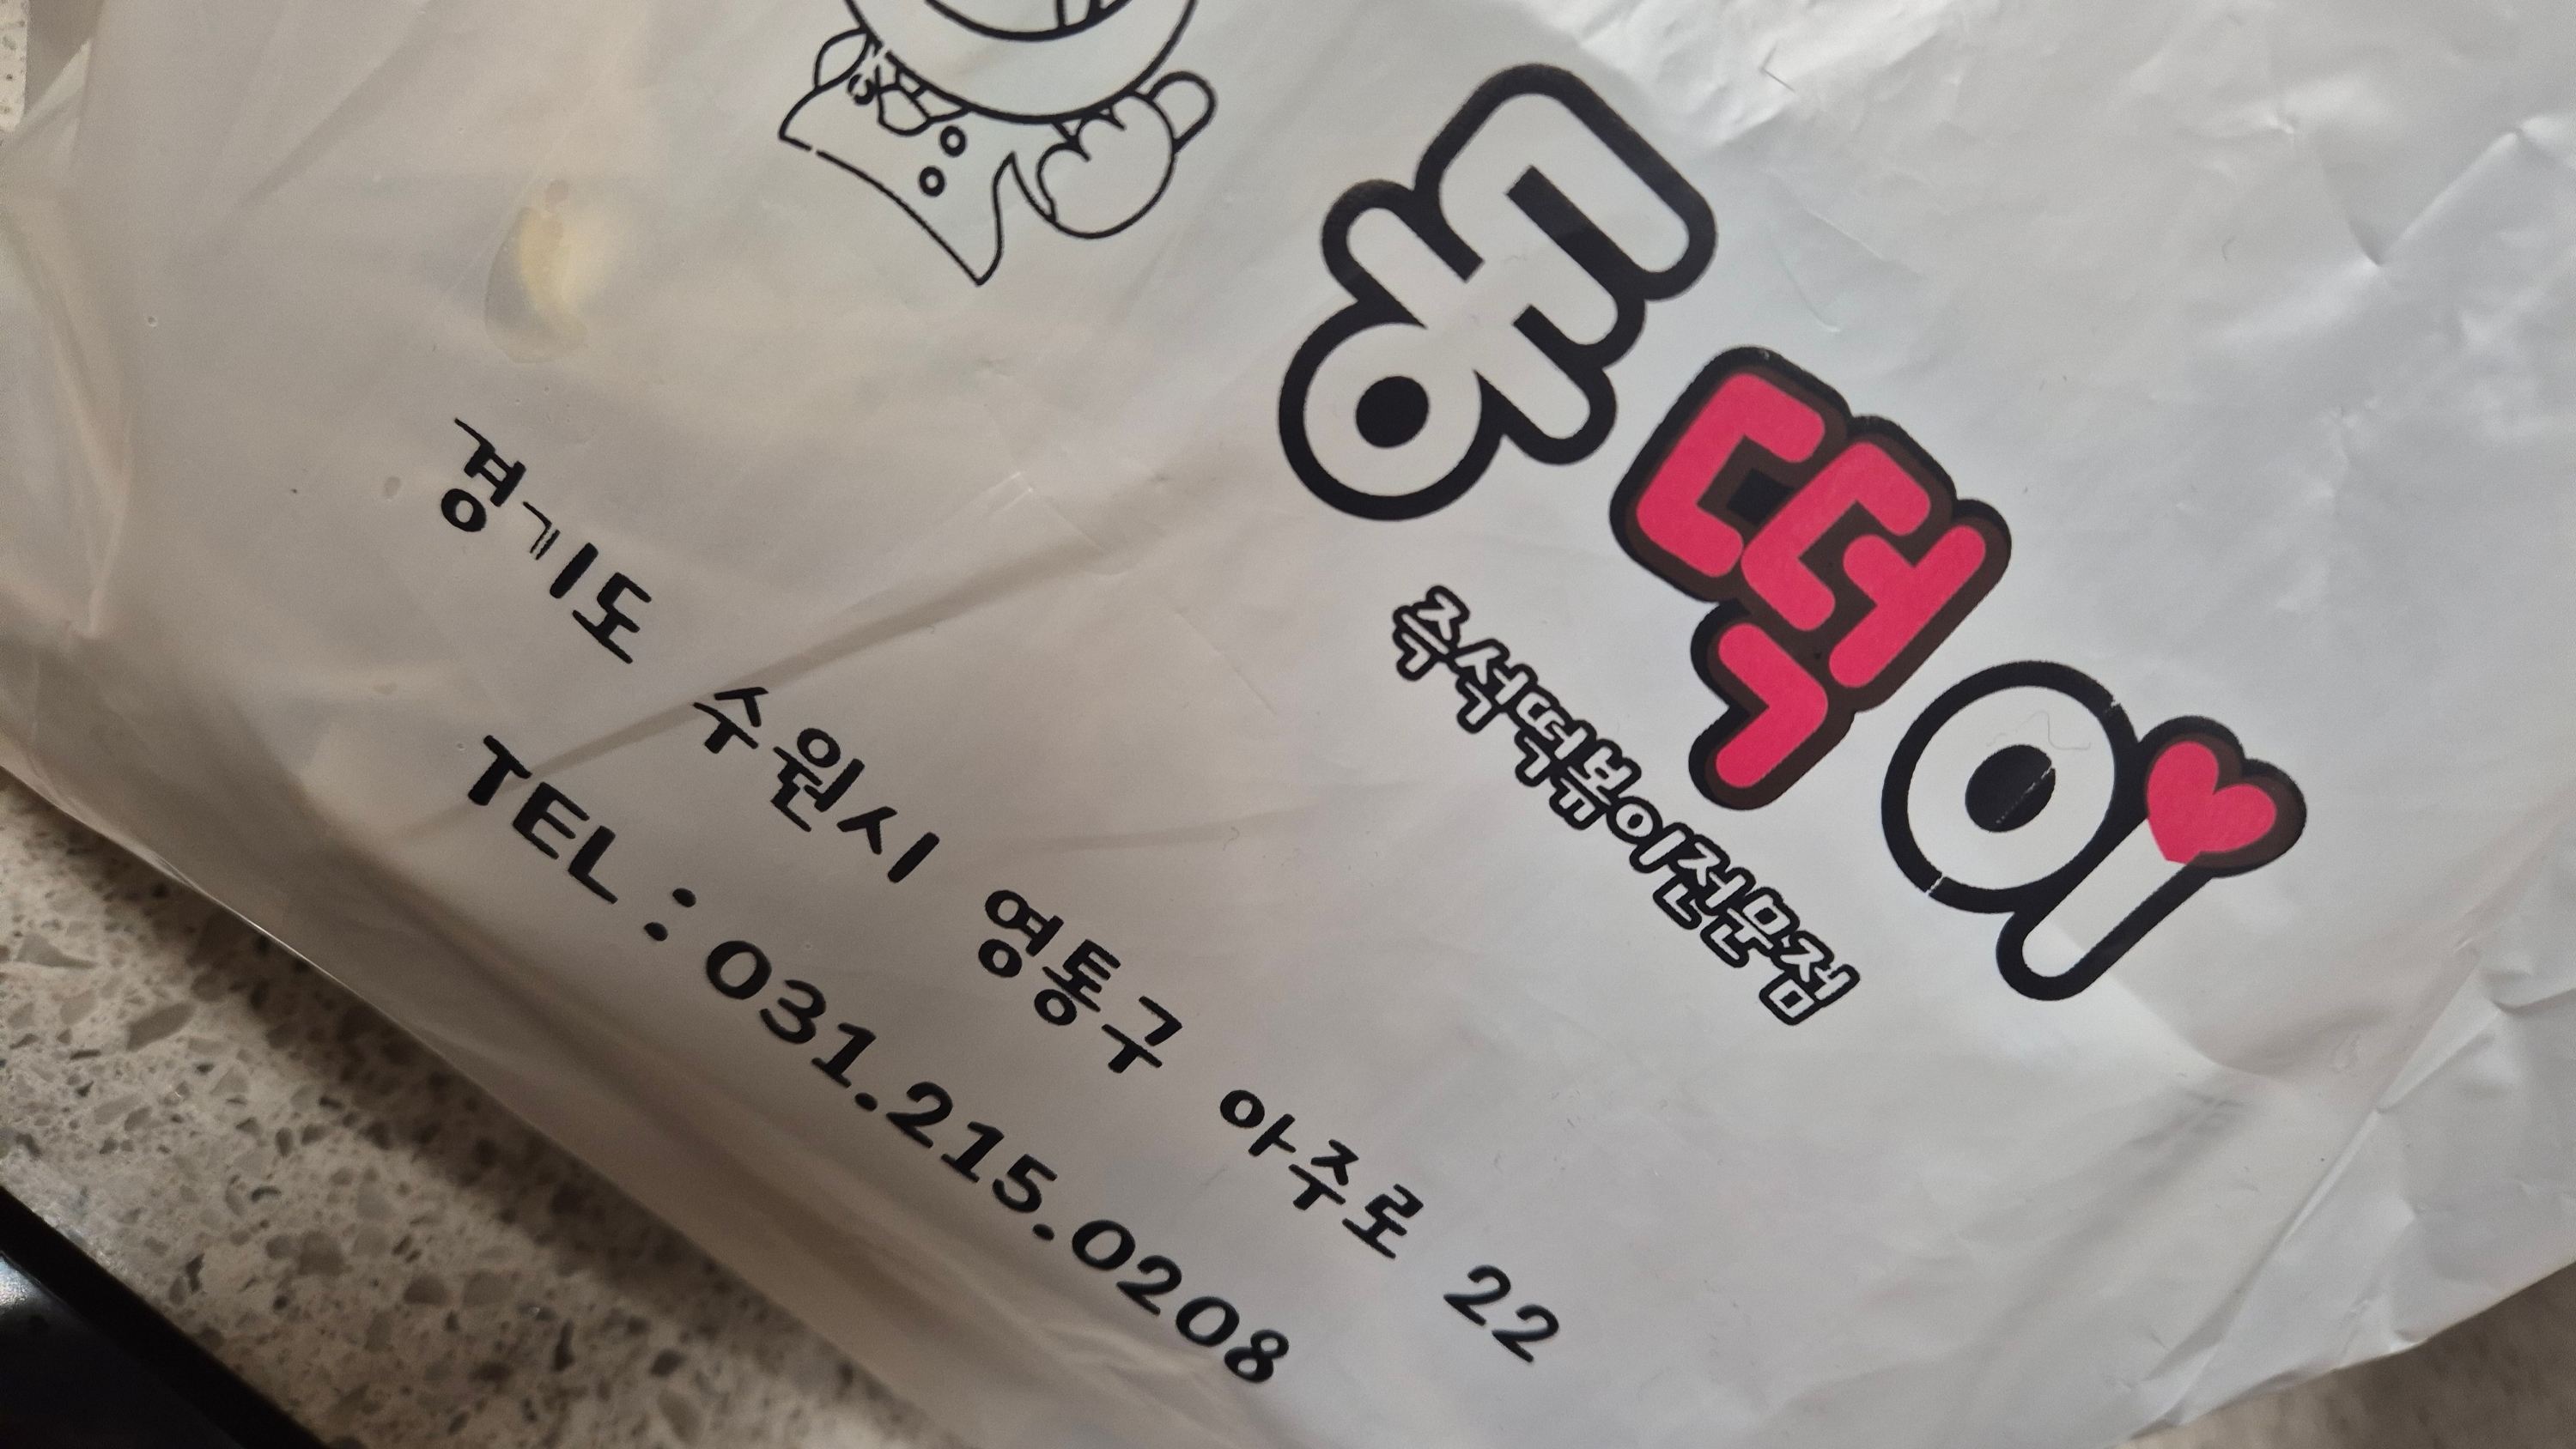 동떡이
즉석떡볶이전문점
경기도 수원시 영통구 아주로 22
TEL : 031.215.0208